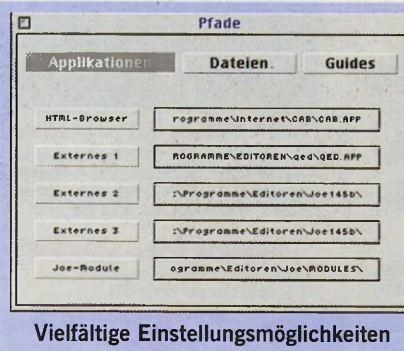 Pfade
Applikationen Dateien. Guides
HTML-Browser rogramme\Internet\CAB\CAB.APP
Externes 1 ROGRAMME\EDITOREN\qed\QED.APP
Externes 2 :\Programme\Editoren\Joe145b\
Externes 3 :\Programme\Editoren\Joe145b\
Joe-Module ogramme\Editoren\Joe\MODULES\
Vielfältige Einstellungsmöglichkeiten